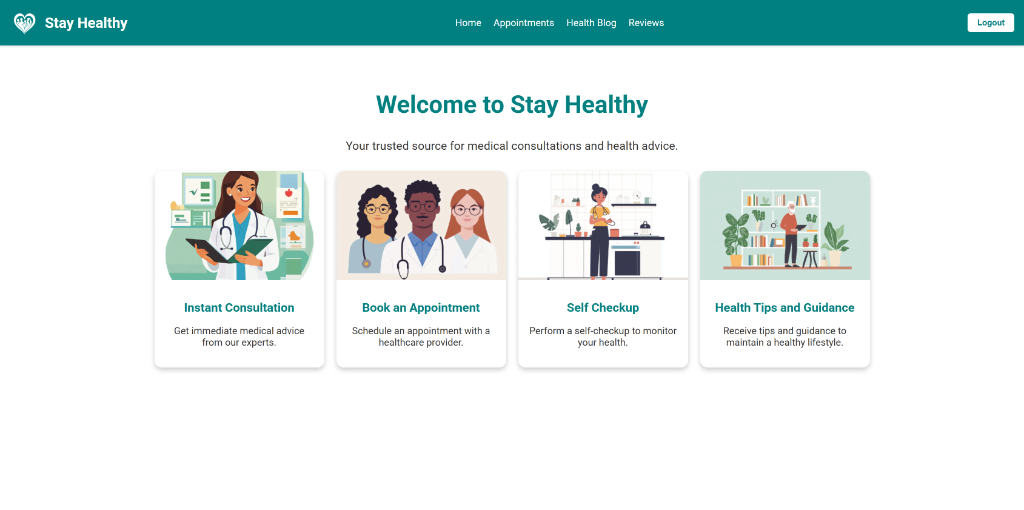 Stay Healthy
Home
Appointments
Health Blog
Reviews
Logout
Welcome to Stay Healthy
Your trusted source for medical consultations and health advice.
Instant Consultation
Get immediate medical advice
from our experts.
Book an Appointment
Schedule an appointment with a
healthcare provider.
Self Checkup
Perform a self-checkup to monitor
your health.
Health Tips and Guidance
Receive tips and guidance to
maintain a healthy lifestyle.